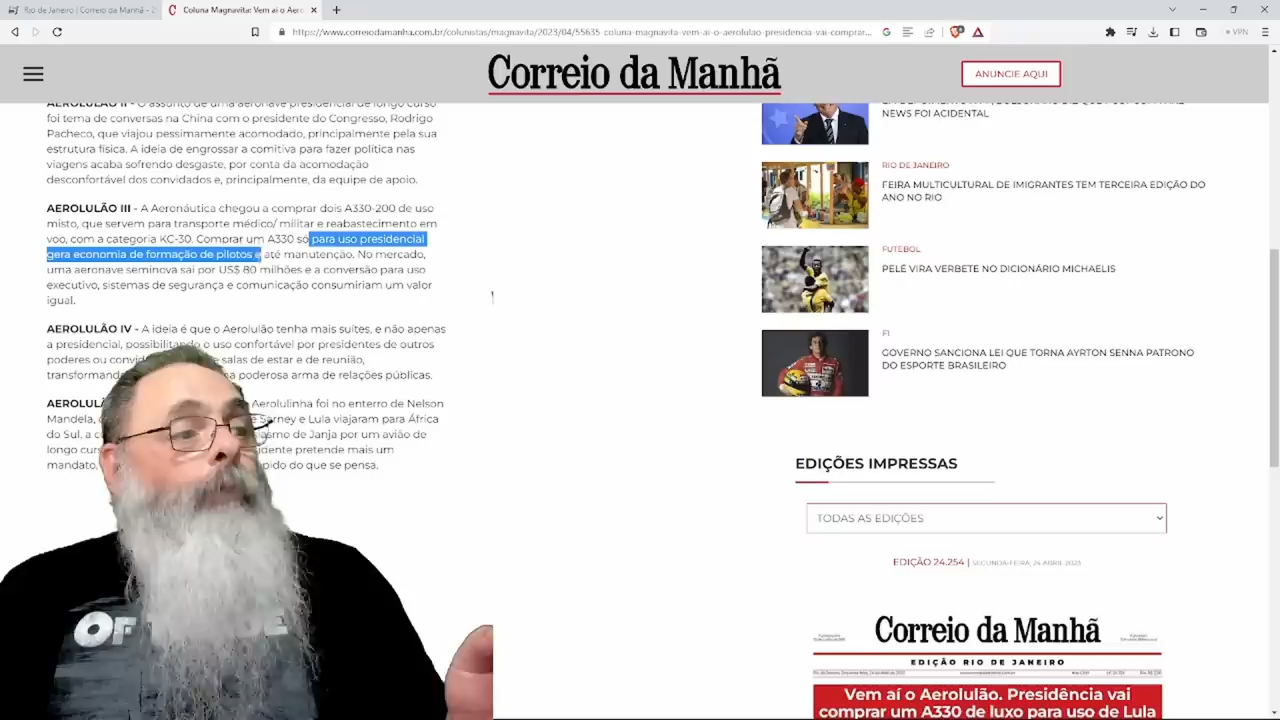 Rio de Janeiro | Correio da Manhã - 2
Coluna Magnavita: Vem aí o Aero
https://www.correiodamanha.com.br/colunistas/magnavita/2023/04/55635-coluna-magnavita-vem-ai-o-aerolulao-presidencia-vai-comprar...
VPN
Correio da Manhã
ANUNCIE AQUI
AEROLULÃO II - O assunto de uma aeronave presidencial de longo curso
foi tema de conversas na China com o presidente do Congresso, Rodrigo
Pacheco, que viajou pessimamente acomodado, principalmente pela sua
estrutura física. A ideia de engrossar a comitiva para fazer política nas
viagens acaba sofrendo desgaste, por conta da acomodação
desconfortável dos convidados e, principalmente, da equipe de apoio.
AEROLULÃO III - A Aeronáutica chegou a comprar dois A330-200 de uso
misto, que servem para transporte médico/ militar e reabastecimento em
voo, com a categoria KC-30. Comprar um A330 só para uso presidencial
gera economia de formação de pilotos e até manutenção. No mercado,
uma aeronave seminova sai por US$ 80 milhões e a conversão para uso
executivo, sistemas de segurança e comunicação consumiriam um valor
igual.
AEROLULÃO IV - A ideia é que o Aerolulão tenha mais suítes, e não apenas
a presidencial, possibilitando o uso confortável por presidentes de outros
poderes ou convid e salas de estar e de reunião,
transform na poderosa arma de relações públicas.
AEROLUL Aerolulinha foi no enterro de Nelson
Mandela, Sarney e Lula viajaram para África
do Sul, a c asmo de Janja por um avião de
longo curs idente pretende mais um
mandato, pido do que se pensa.
NEWS FOI ACIDENTAL
RIO DE JANEIRO
FEIRA MULTICULTURAL DE IMIGRANTES TEM TERCEIRA EDIÇÃO DO
ANO NO RIO
FUTEBOL
PELÉ VIRA VERBETE NO DICIONÁRIO MICHAELIS
F1
GOVERNO SANCIONA LEI QUE TORNA AYRTON SENNA PATRONO
DO ESPORTE BRASILEIRO
EDIÇÕES IMPRESSAS
TODAS AS EDIÇÕES
EDIÇÃO 24.254 | SEGUNDA-FEIRA, 24 ABRIL 2023
Correio da Manhã
EDIÇÃO RIO DE JANEIRO
Vem aí o Aerolulão. Presidência vai
comprar um A330 de luxo para uso de Lula